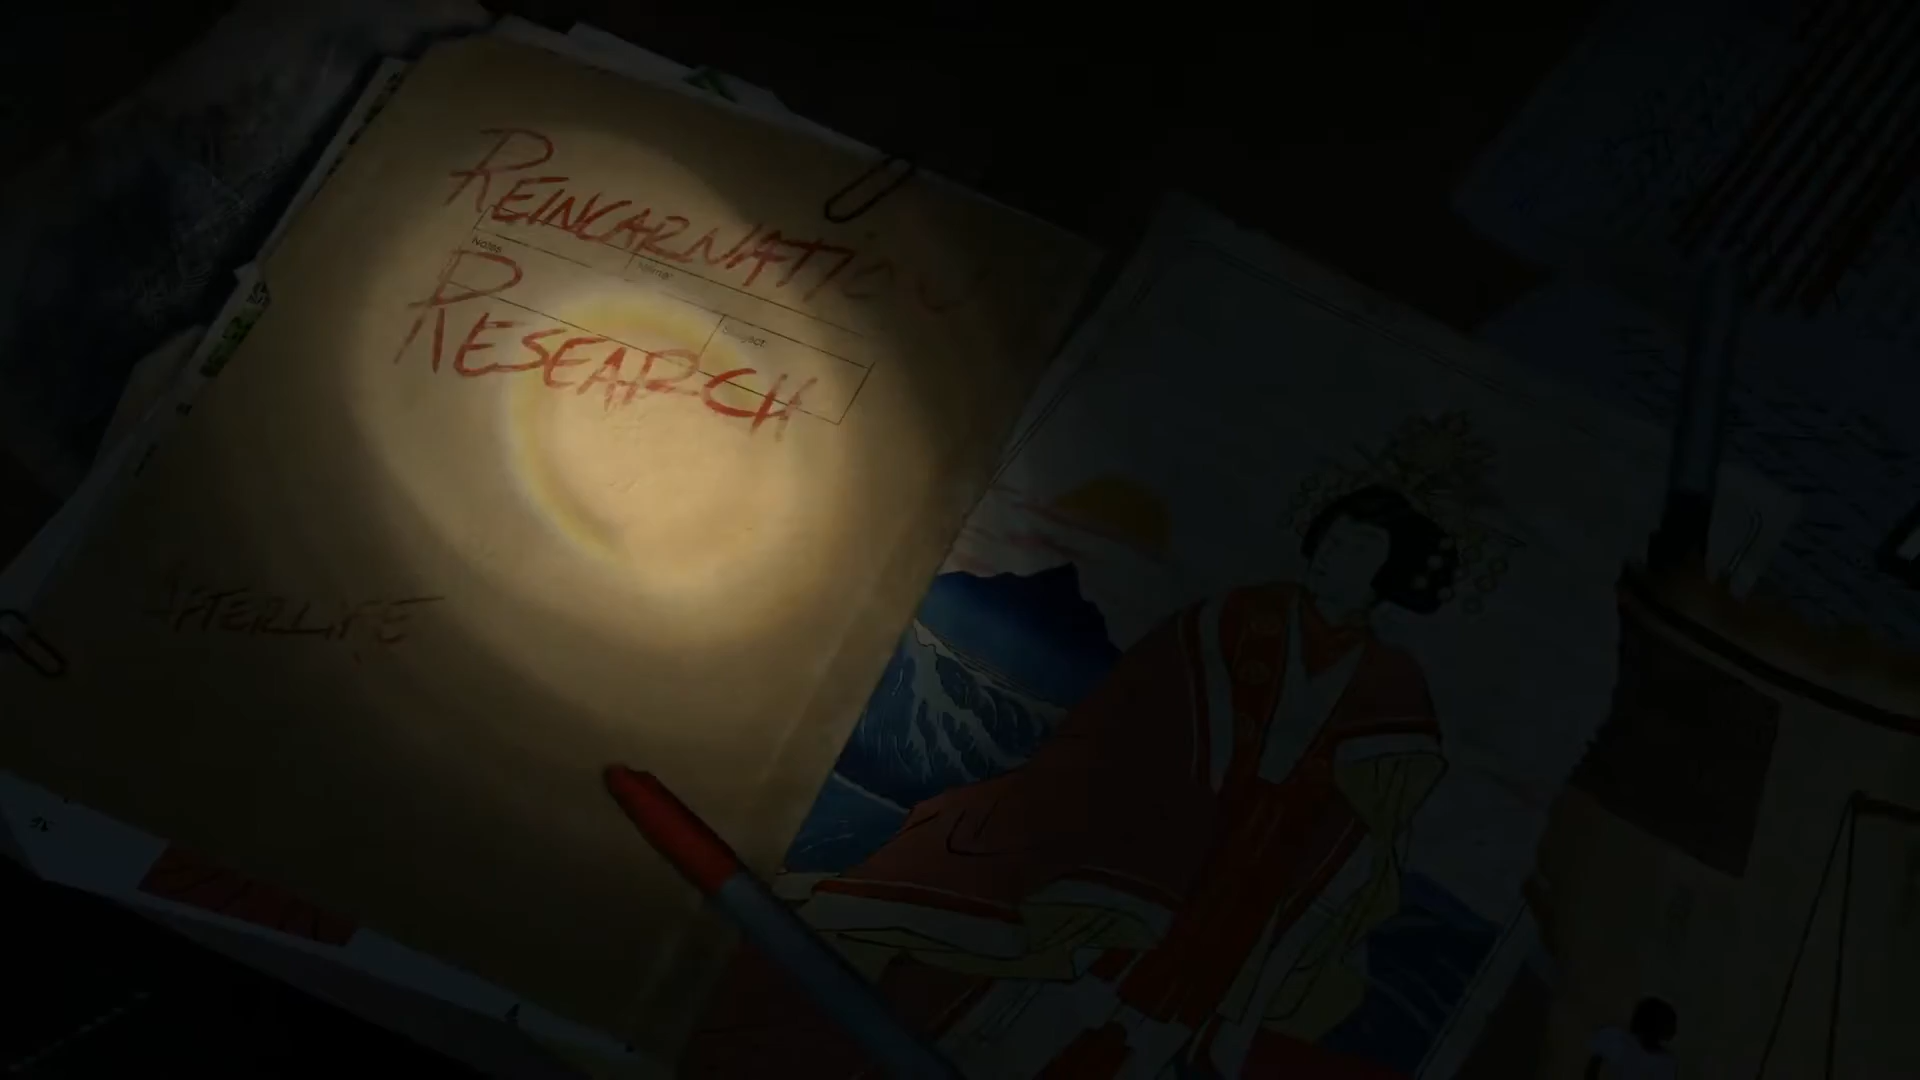 REINCARNATION
Notes
Name:
RESEARCH
Subject
AFTERLIFE